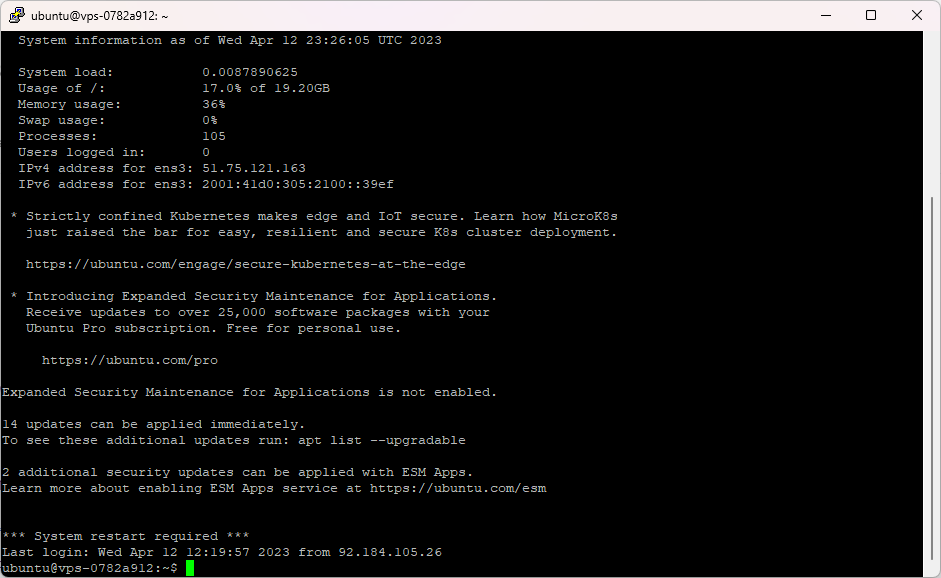 ubuntu@vps-0782a912: ~
System information as of Wed Apr 12 23:26:05 UTC 2023
System load: 0.0087890625
Usage of /: 17.0% of 19.20GB
Memory usage: 36%
Swap usage: 0%
Processes: 105
Users logged in: 0
IPv4 address for ens3: 51.75.121.163
IPv6 address for ens3: 2001:41d0:305:2100::39ef
* Strictly confined Kubernetes makes edge and IoT secure. Learn how MicroK8s
just raised the bar for easy, resilient and secure K8s cluster deployment.
https://ubuntu.com/engage/secure-kubernetes-at-the-edge
* Introducing Expanded Security Maintenance for Applications.
Receive updates to over 25,000 software packages with your
Ubuntu Pro subscription. Free for personal use.
https://ubuntu.com/pro
Expanded Security Maintenance for Applications is not enabled.
14 updates can be applied immediately.
To see these additional updates run: apt list --upgradable
2 additional security updates can be applied with ESM Apps.
Learn more about enabling ESM Apps service at https://ubuntu.com/esm
*** System restart required ***
Last login: Wed Apr 12 12:19:57 2023 from 92.184.105.26
ubuntu@vps-0782a912:~$